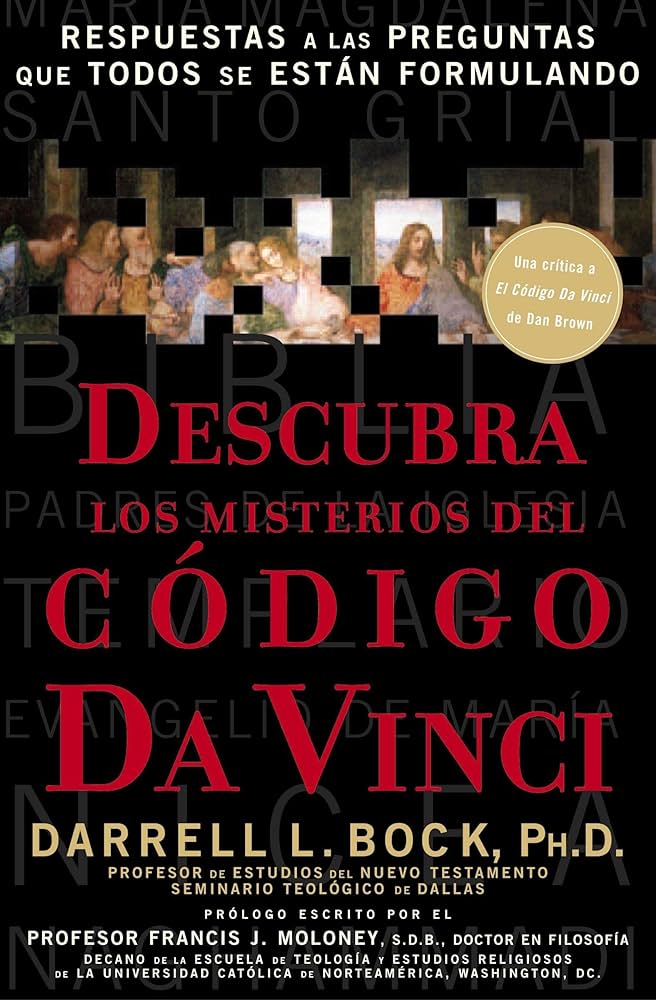 MARÍA MAGDALENA
RESPUESTAS A LAS PREGUNTAS
QUE TODOS SE ESTÁN FORMULANDO
SANTO GRIAL
Una crítica a
El Código Da Vinci
de Dan Brown
BIBLIA
DESCUBRA
PADRES DE LA IGLESIA
LOS MISTERIOS DEL
CÓDIGO
TEMPLARIO
EVANGELIO DE MARÍA
DA VINCI
NICEA
DARRELL L. BOCK, PH.D.
PROFESOR DE ESTUDIOS DEL NUEVO TESTAMENTO
SEMINARIO TEOLÓGICO DE DALLAS
PRÓLOGO ESCRITO POR EL
NAG HAMMADI
PROFESOR FRANCIS J. MOLONEY, S.D.B., DOCTOR EN FILOSOFÍA
DECANO DE LA ESCUELA DE TEOLOGÍA Y ESTUDIOS RELIGIOSOS
DE LA UNIVERSIDAD CATÓLICA DE NORTEAMÉRICA, WASHINGTON, DC.